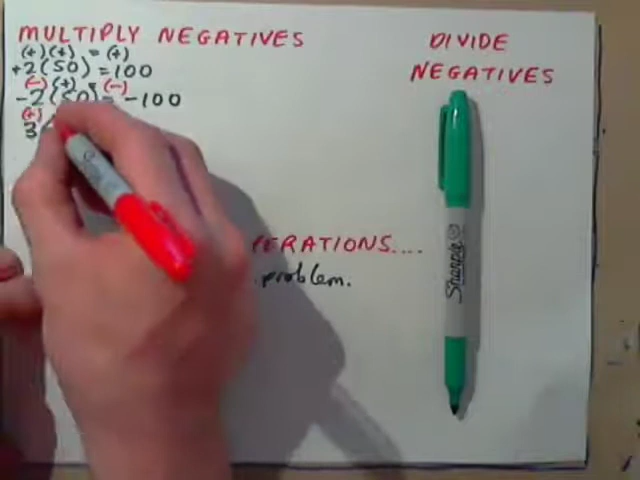 MULTIPLY NEGATIVES
(+)(+) = (+)
+2(50) = 100
(-)(+) = (-)
-2(50) = -100
(+)
3(
ERATIONS....
problem.
DIVIDE
NEGATIVES
Sharpie